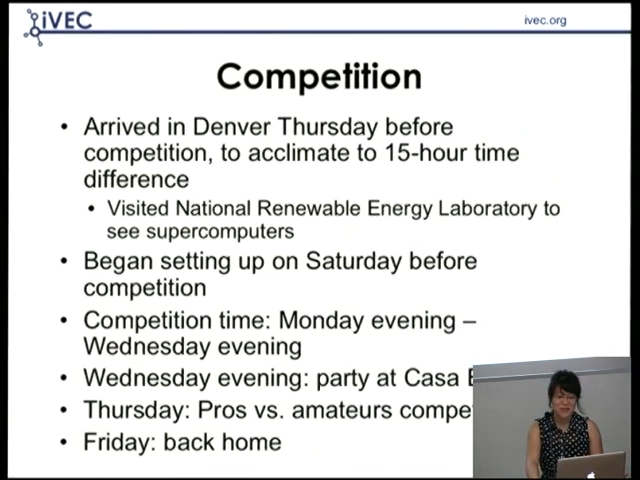 iVEC
ivec.org
Competition
• Arrived in Denver Thursday before
competition, to acclimate to 15-hour time
difference
• Visited National Renewable Energy Laboratory to
see supercomputers
• Began setting up on Saturday before
competition
• Competition time: Monday evening –
Wednesday evening
• Wednesday evening: party at Casa
• Thursday: Pros vs. amateurs
• Friday: back home